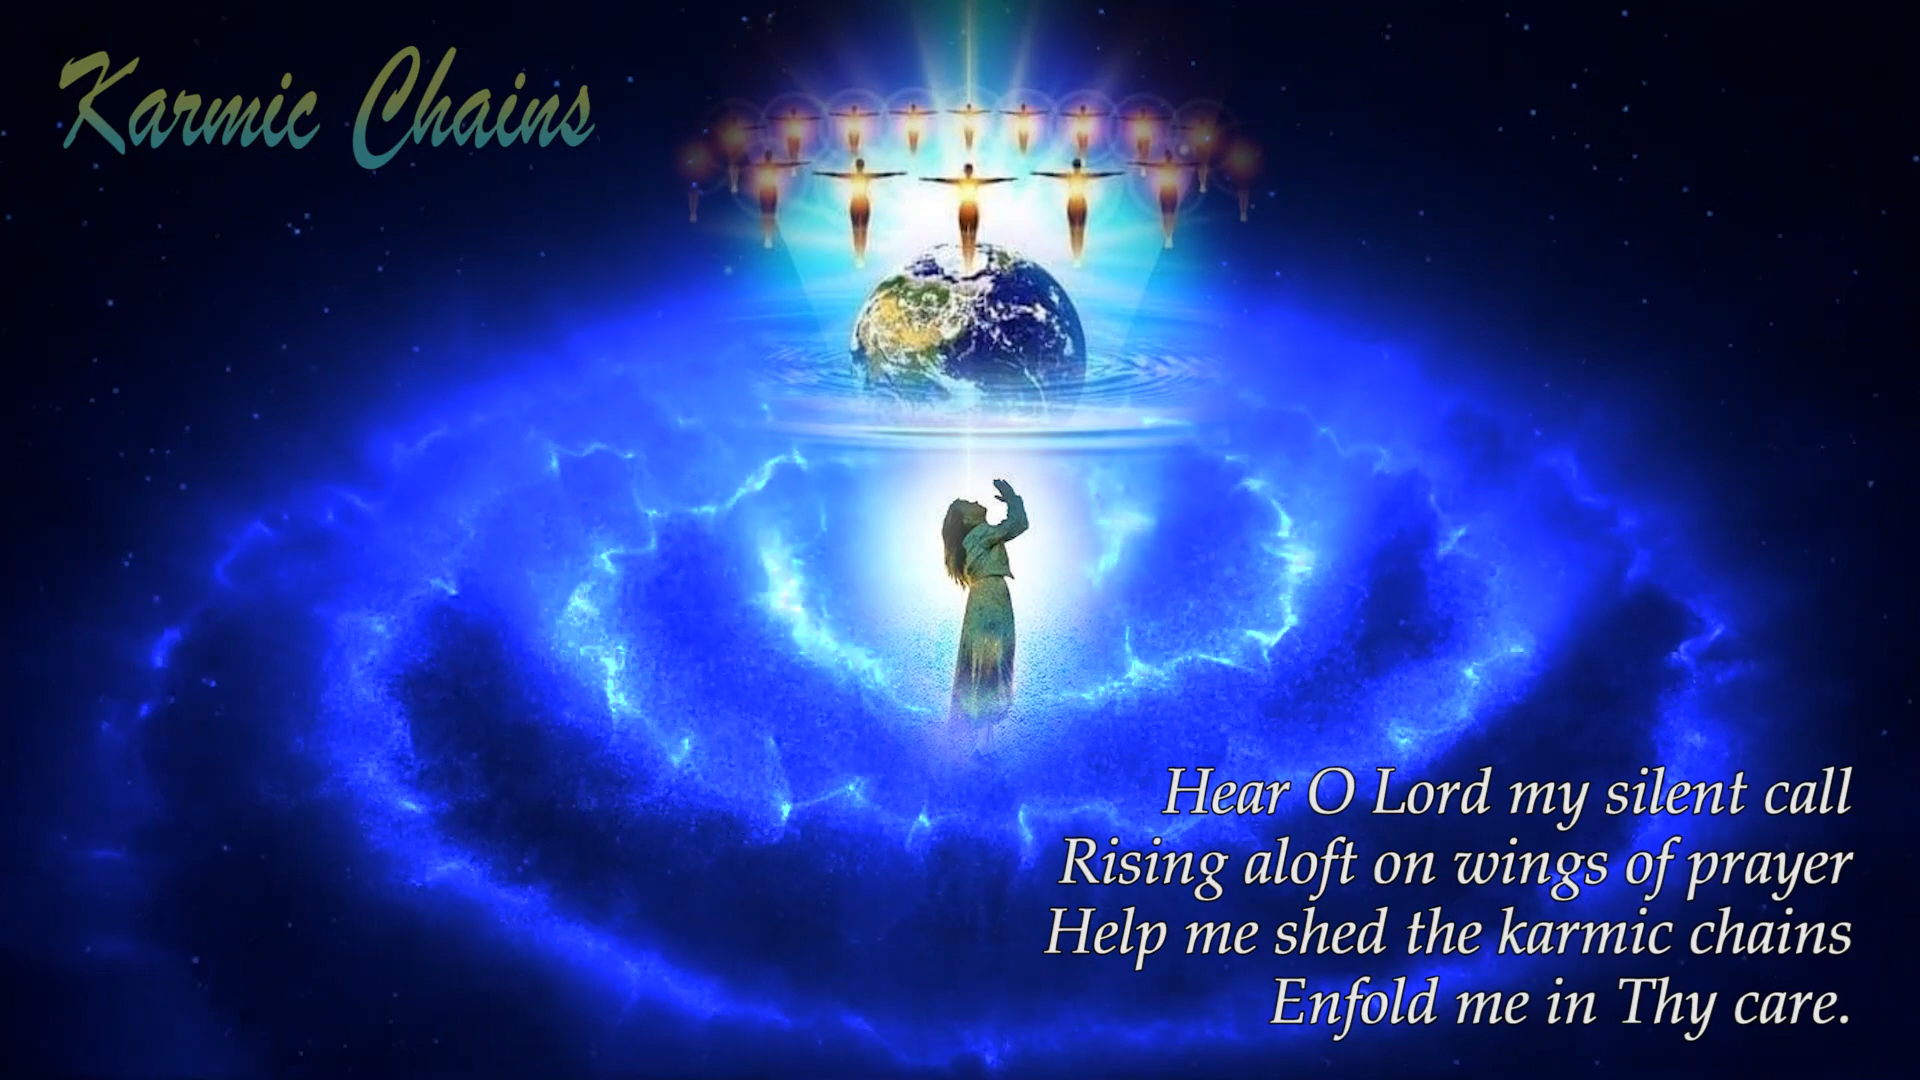 Karmic Chains
Hear O Lord my silent call
Rising aloft on wings of prayer
Help me shed the karmic chains
Enfold me in Thy care.